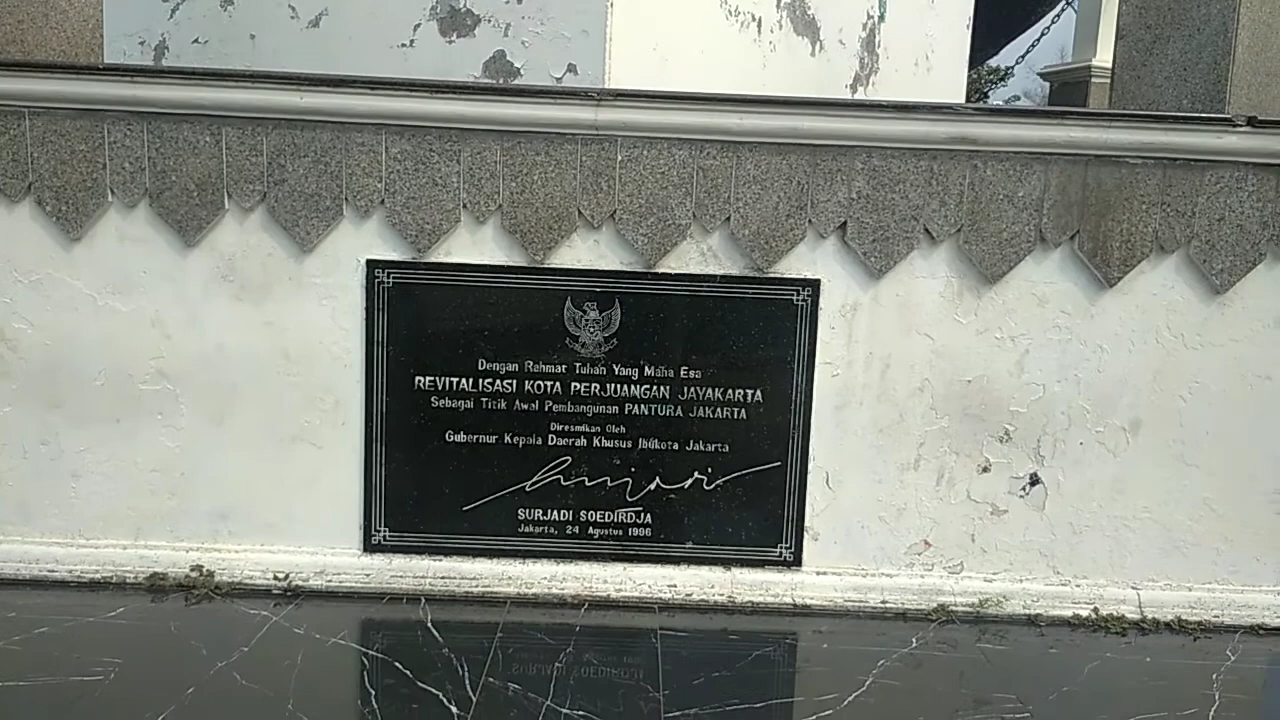 Dengan Rahmat Tuhan Yang Maha Esa
REVITALISASI KOTA PERJUANGAN JAYAKARTA
Sebagai Titik Awal Pembangunan PANTURA JAKARTA
Diresmikan Oleh
Gubernur Kepala Daerah Khusus Ibukota Jakarta
SURJADI SOEDIRDJA
Jakarta, 24 Agustus 1996